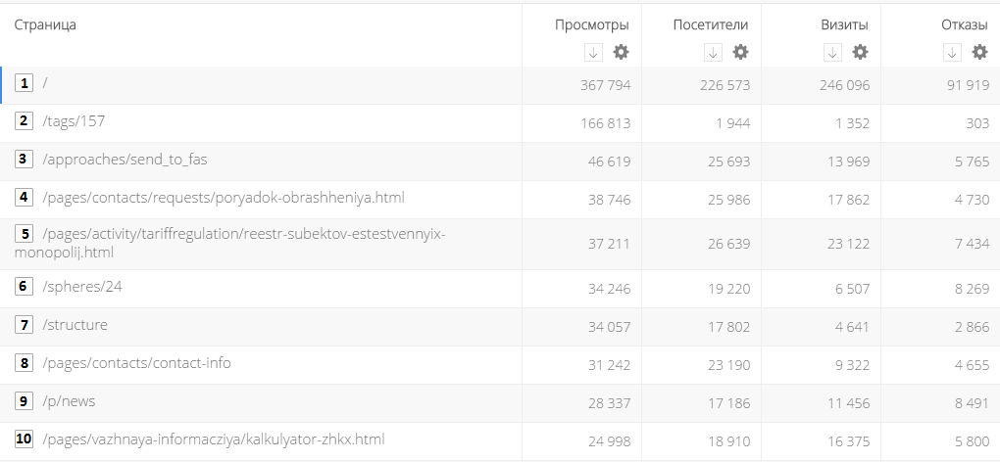 Страница Просмотры Посетители Визиты Отказы
1 / 367 794 226 573 246 096 91 919
2 /tags/157 166 813 1 944 1 352 303
3 /approaches/send_to_fas 46 619 25 693 13 969 5 765
4 /pages/contacts/requests/poryadok-obrashheniya.html 38 746 25 986 17 862 4 730
5 /pages/activity/tariffregulation/reestr-subektov-estestvennyix-
monopolij.html 37 211 26 639 23 122 7 434
6 /spheres/24 34 246 19 220 6 507 8 269
7 /structure 34 057 17 802 4 641 2 866
8 /pages/contacts/contact-info 31 242 23 190 9 322 4 655
9 /p/news 28 337 17 186 11 456 8 491
10 /pages/vazhnaya-informacziya/kalkulyator-zhkx.html 24 998 18 910 16 375 5 800